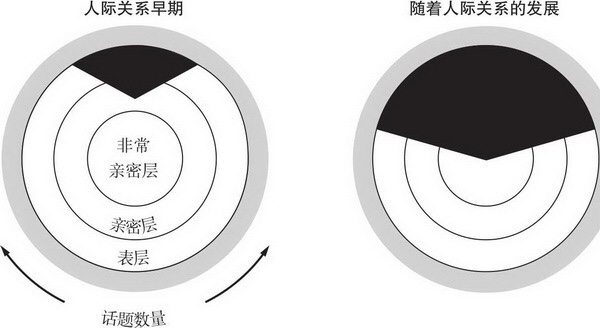 人际关系早期
随着人际关系的发展
非常
亲密层
亲密层
表层
话题数量